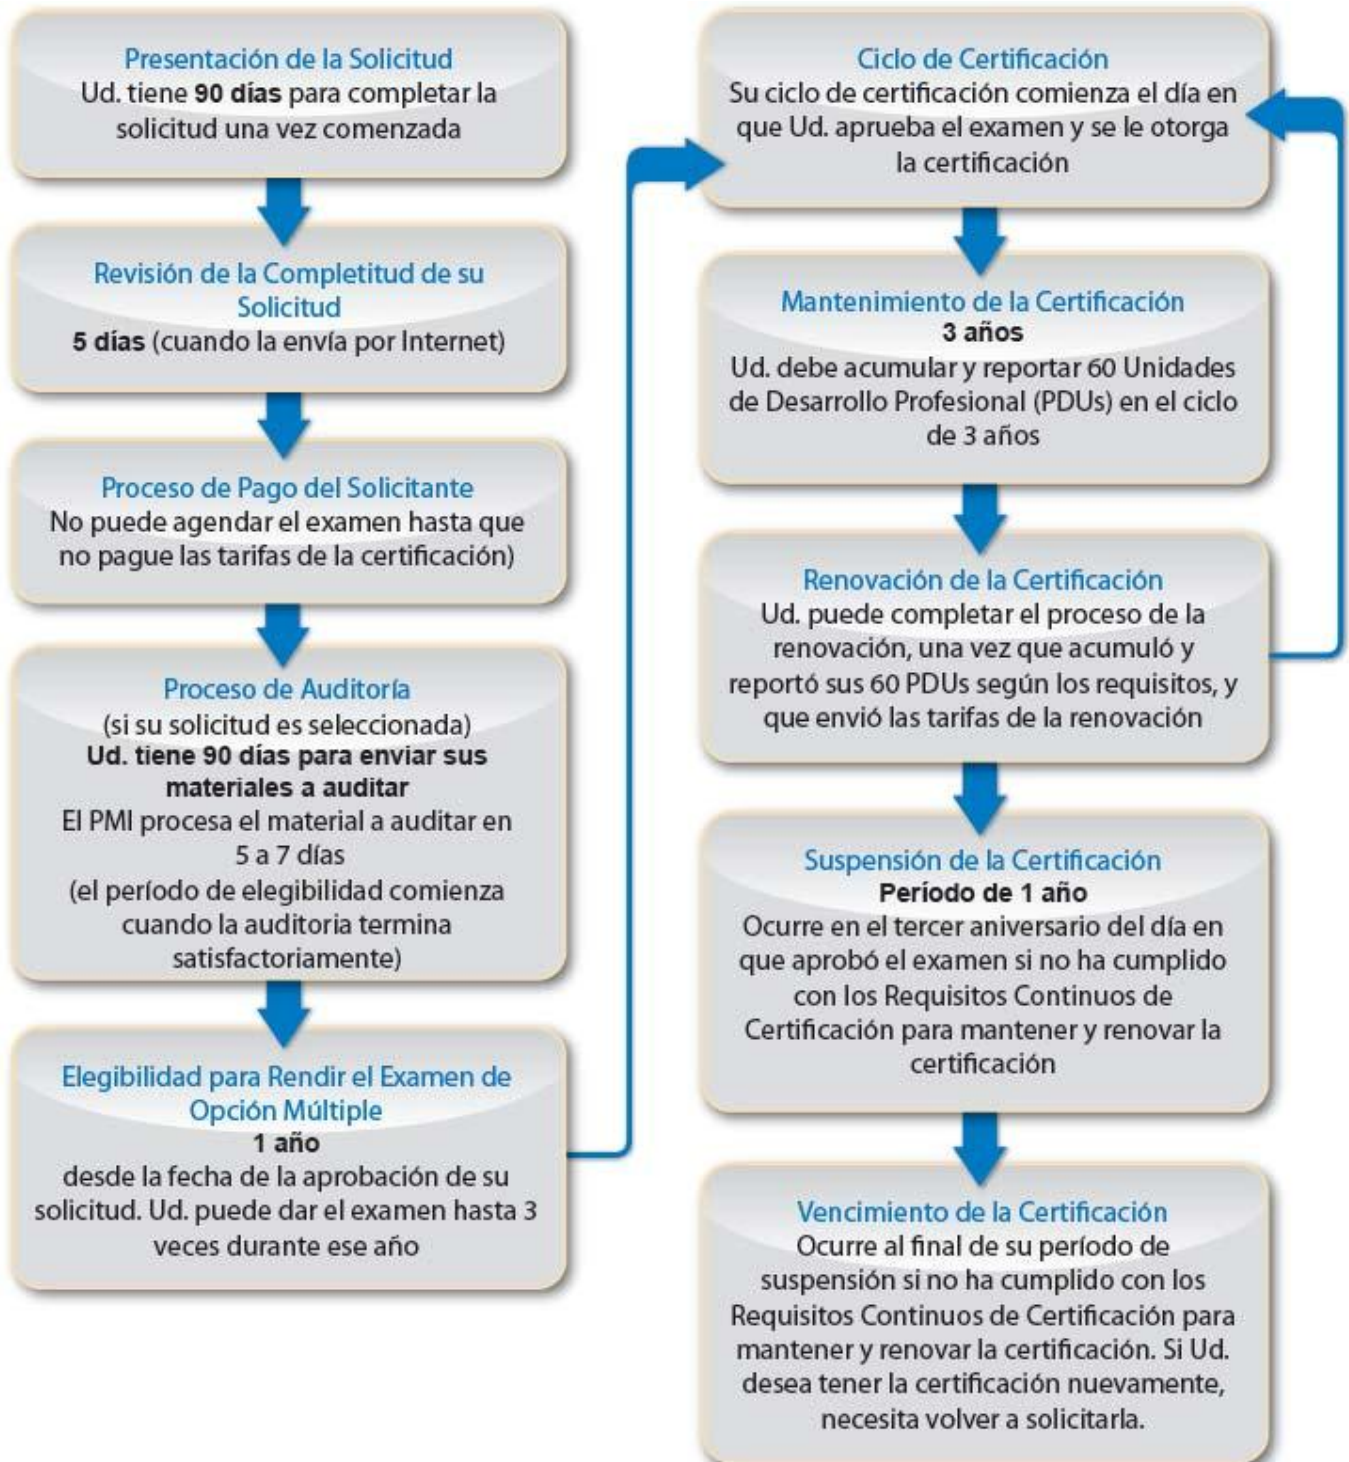 Presentación de la Solicitud
Ud. tiene 90 días para completar la
solicitud una vez comenzada
Revisión de la Completitud de su
Solicitud
5 días (cuando la envía por Internet)
Proceso de Pago del Solicitante
No puede agendar el examen hasta que
no pague las tarifas de la certificación)
Proceso de Auditoría
(si su solicitud es seleccionada)
Ud. tiene 90 días para enviar sus
materiales a auditar
El PMI procesa el material a auditar en
5 a 7 días
(el período de elegibilidad comienza
cuando la auditoria termina
satisfactoriamente)
Elegibilidad para Rendir el Examen de
Opción Múltiple
1 año
desde la fecha de la aprobación de su
solicitud. Ud. puede dar el examen hasta 3
veces durante ese año
Ciclo de Certificación
Su ciclo de certificación comienza el día en
que Ud. aprueba el examen y se le otorga
la certificación
Mantenimiento de la Certificación
3 años
Ud. debe acumular y reportar 60 Unidades
de Desarrollo Profesional (PDUs) en el ciclo
de 3 años
Renovación de la Certificación
Ud. puede completar el proceso de la
renovación, una vez que acumuló y
reportó sus 60 PDUs según los requisitos, y
que envió las tarifas de la renovación
Suspensión de la Certificación
Período de 1 año
Ocurre en el tercer aniversario del día en
que aprobó el examen si no ha cumplido
con los Requisitos Continuos de
Certificación para mantener y renovar la
certificación
Vencimiento de la Certificación
Ocurre al final de su período de
suspensión si no ha cumplido con los
Requisitos Continuos de Certificación para
mantener y renovar la certificación. Si Ud.
desea tener la certificación nuevamente,
necesita volver a solicitarla.